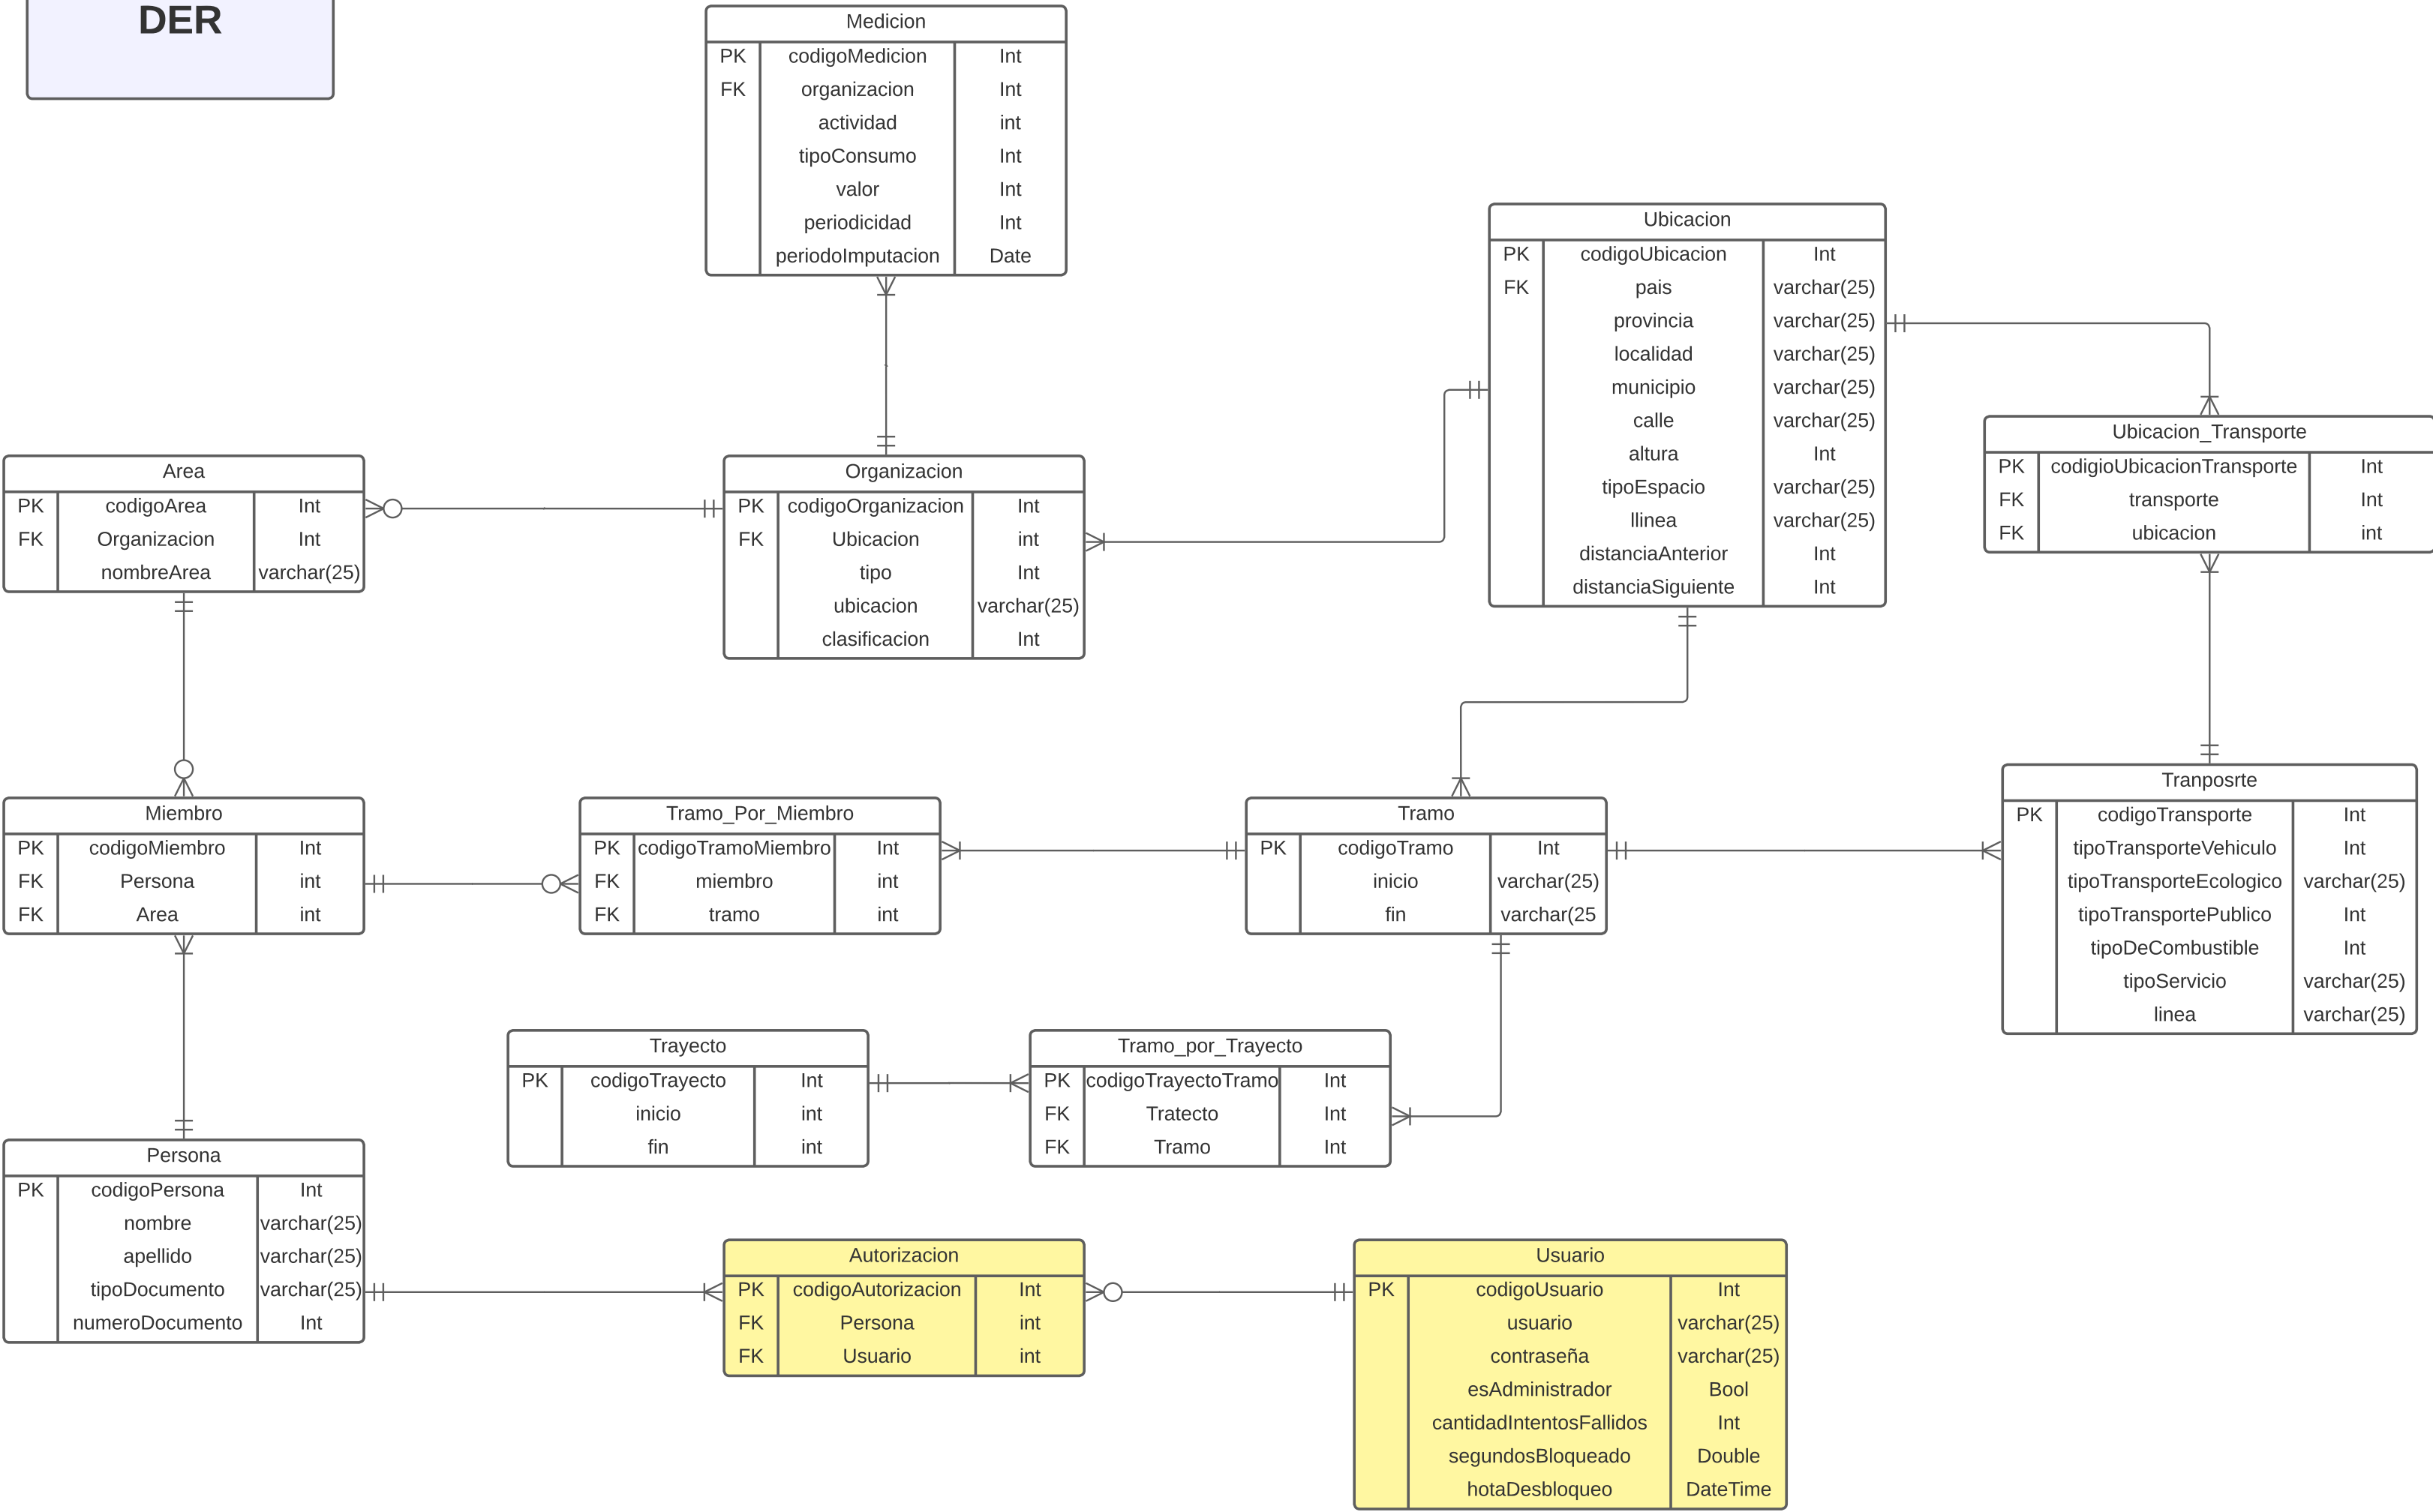 DER
Medicion
PK codigoMedicion Int
FK organizacion Int
actividad int
tipoConsumo Int
valor Int
periodicidad Int
periodoImputacion Date
Ubicacion
PK codigoUbicacion Int
FK pais varchar(25)
provincia varchar(25)
localidad varchar(25)
municipio varchar(25)
calle varchar(25)
altura Int
tipoEspacio varchar(25)
llinea varchar(25)
distanciaAnterior Int
distanciaSiguiente Int
Ubicacion_Transporte
PK codigioUbicacionTransporte Int
FK transporte Int
FK ubicacion int
Area
PK codigoArea Int
FK Organizacion Int
nombreArea varchar(25)
Organizacion
PK codigoOrganizacion Int
FK Ubicacion int
tipo Int
ubicacion varchar(25)
clasificacion Int
Miembro
PK codigoMiembro Int
FK Persona int
FK Area int
Tramo_Por_Miembro
PK codigoTramoMiembro Int
FK miembro int
FK tramo int
Tramo
PK codigoTramo Int
inicio varchar(25)
fin varchar(25
Tranposrte
PK codigoTransporte Int
tipoTransporteVehiculo Int
tipoTransporteEcologico varchar(25)
tipoTransportePublico Int
tipoDeCombustible Int
tipoServicio varchar(25)
linea varchar(25)
Trayecto
PK codigoTrayecto Int
inicio int
fin int
Tramo_por_Trayecto
PK codigoTrayectoTramo Int
FK Tratecto Int
FK Tramo Int
Persona
PK codigoPersona Int
nombre varchar(25)
apellido varchar(25)
tipoDocumento varchar(25)
numeroDocumento Int
Autorizacion
PK codigoAutorizacion Int
FK Persona int
FK Usuario int
Usuario
PK codigoUsuario Int
usuario varchar(25)
contraseña varchar(25)
esAdministrador Bool
cantidadIntentosFallidos Int
segundosBloqueado Double
hotaDesbloqueo DateTime